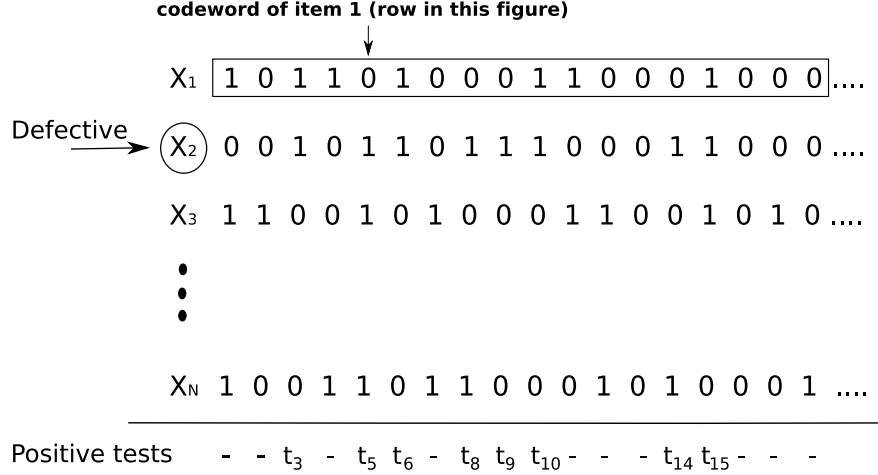 codeword of item 1 (row in this figure)
X1 1 0 1 1 0 1 0 0 0 1 1 0 0 0 1 0 0 0 ....
Defective
X2 0 0 1 0 1 1 0 1 1 1 0 0 0 1 1 0 0 0 ....
X3 1 1 0 0 1 0 1 0 0 0 1 1 0 0 1 0 1 0 ....
XN 1 0 0 1 1 0 1 1 0 0 0 1 0 1 0 0 0 1 ....
Positive tests - - t3 - t5 t6 - t8 t9 t10 - - - t14 t15 - - -